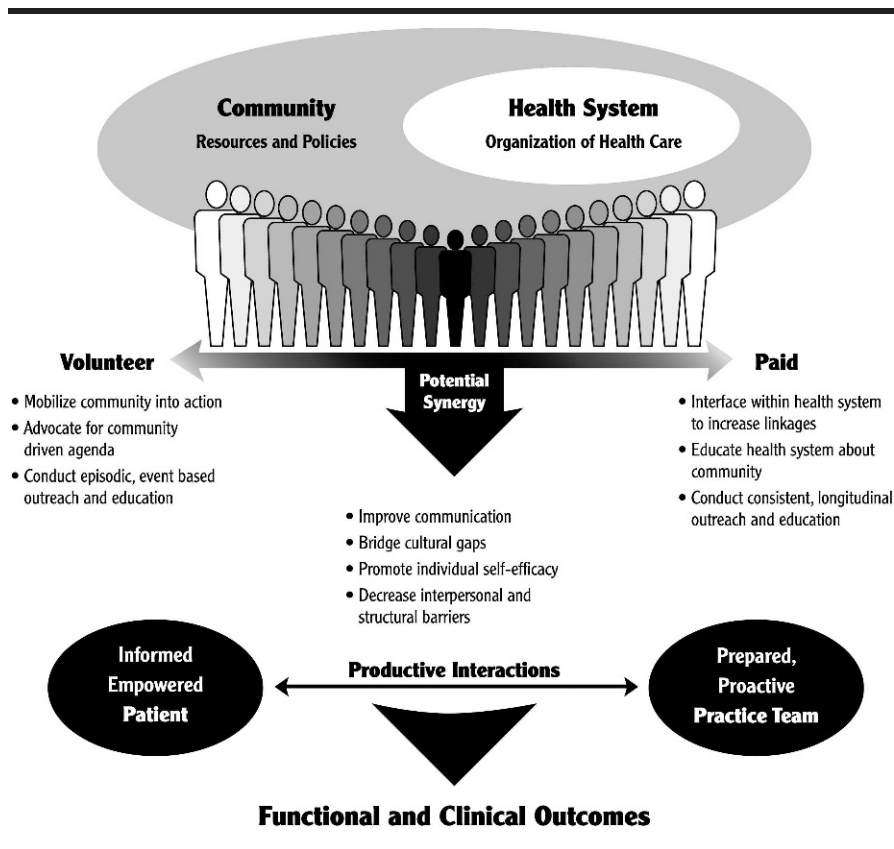 Community
Resources and Policies
Health System
Organization of Health Care
Volunteer
• Mobilize community into action
• Advocate for community
driven agenda
• Conduct episodic, event based
outreach and education
Potential
Synergy
Paid
• Interface within health system
to increase linkages
• Educate health system about
community
• Conduct consistent, longitudinal
outreach and education
• Improve communication
• Bridge cultural gaps
• Promote individual self-efficacy
• Decrease interpersonal and
structural barriers
Informed
Empowered
Patient
Productive Interactions
Prepared,
Proactive
Practice Team
Functional and Clinical Outcomes